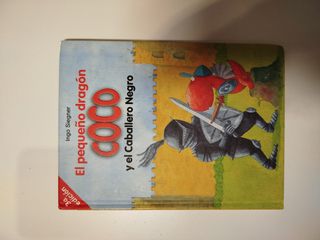 Ingo Siegner
El pequeño dragón
COCO
y el Caballero Negro
3a
edición